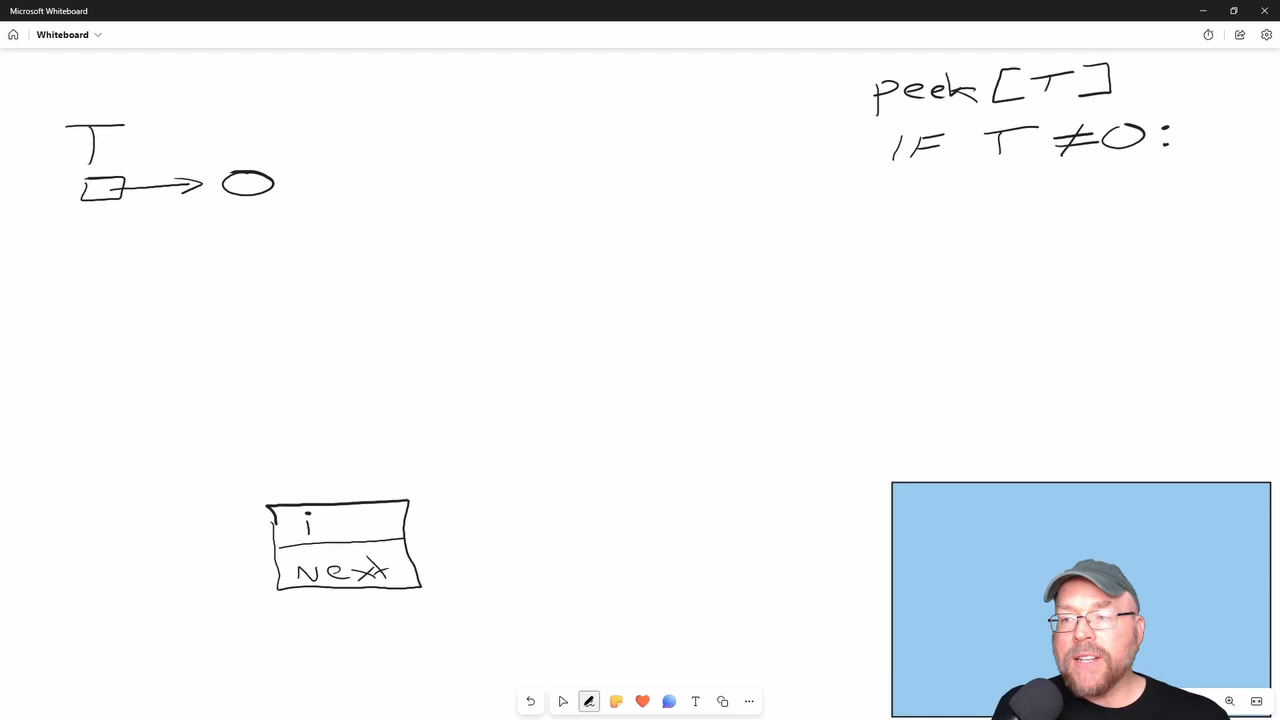 Microsoft Whiteboard
Whiteboard
peek [T]
IF T ≠ 0:
T
i
Next
T